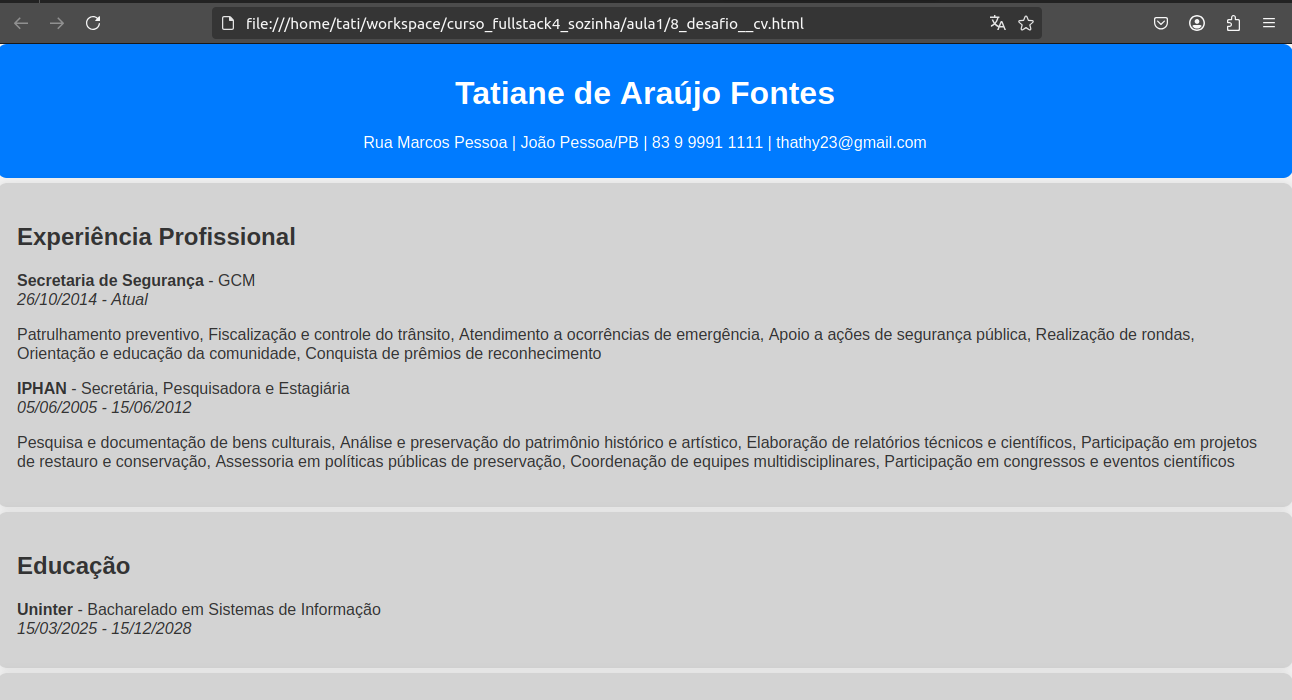 file:///home/tati/workspace/curso_fullstack4_sozinha/aula1/8_desafio__cv.html
Tatiane de Araújo Fontes
Rua Marcos Pessoa | João Pessoa/PB | 83 9 9991 1111 | thathy23@gmail.com
Experiência Profissional
Secretaria de Segurança - GCM
26/10/2014 - Atual
Patrulhamento preventivo, Fiscalização e controle do trânsito, Atendimento a ocorrências de emergência, Apoio a ações de segurança pública, Realização de rondas,
Orientação e educação da comunidade, Conquista de prêmios de reconhecimento
IPHAN - Secretária, Pesquisadora e Estagiária
05/06/2005 - 15/06/2012
Pesquisa e documentação de bens culturais, Análise e preservação do patrimônio histórico e artístico, Elaboração de relatórios técnicos e científicos, Participação em projetos
de restauro e conservação, Assessoria em políticas públicas de preservação, Coordenação de equipes multidisciplinares, Participação em congressos e eventos científicos
Educação
Uninter - Bacharelado em Sistemas de Informação
15/03/2025 - 15/12/2028